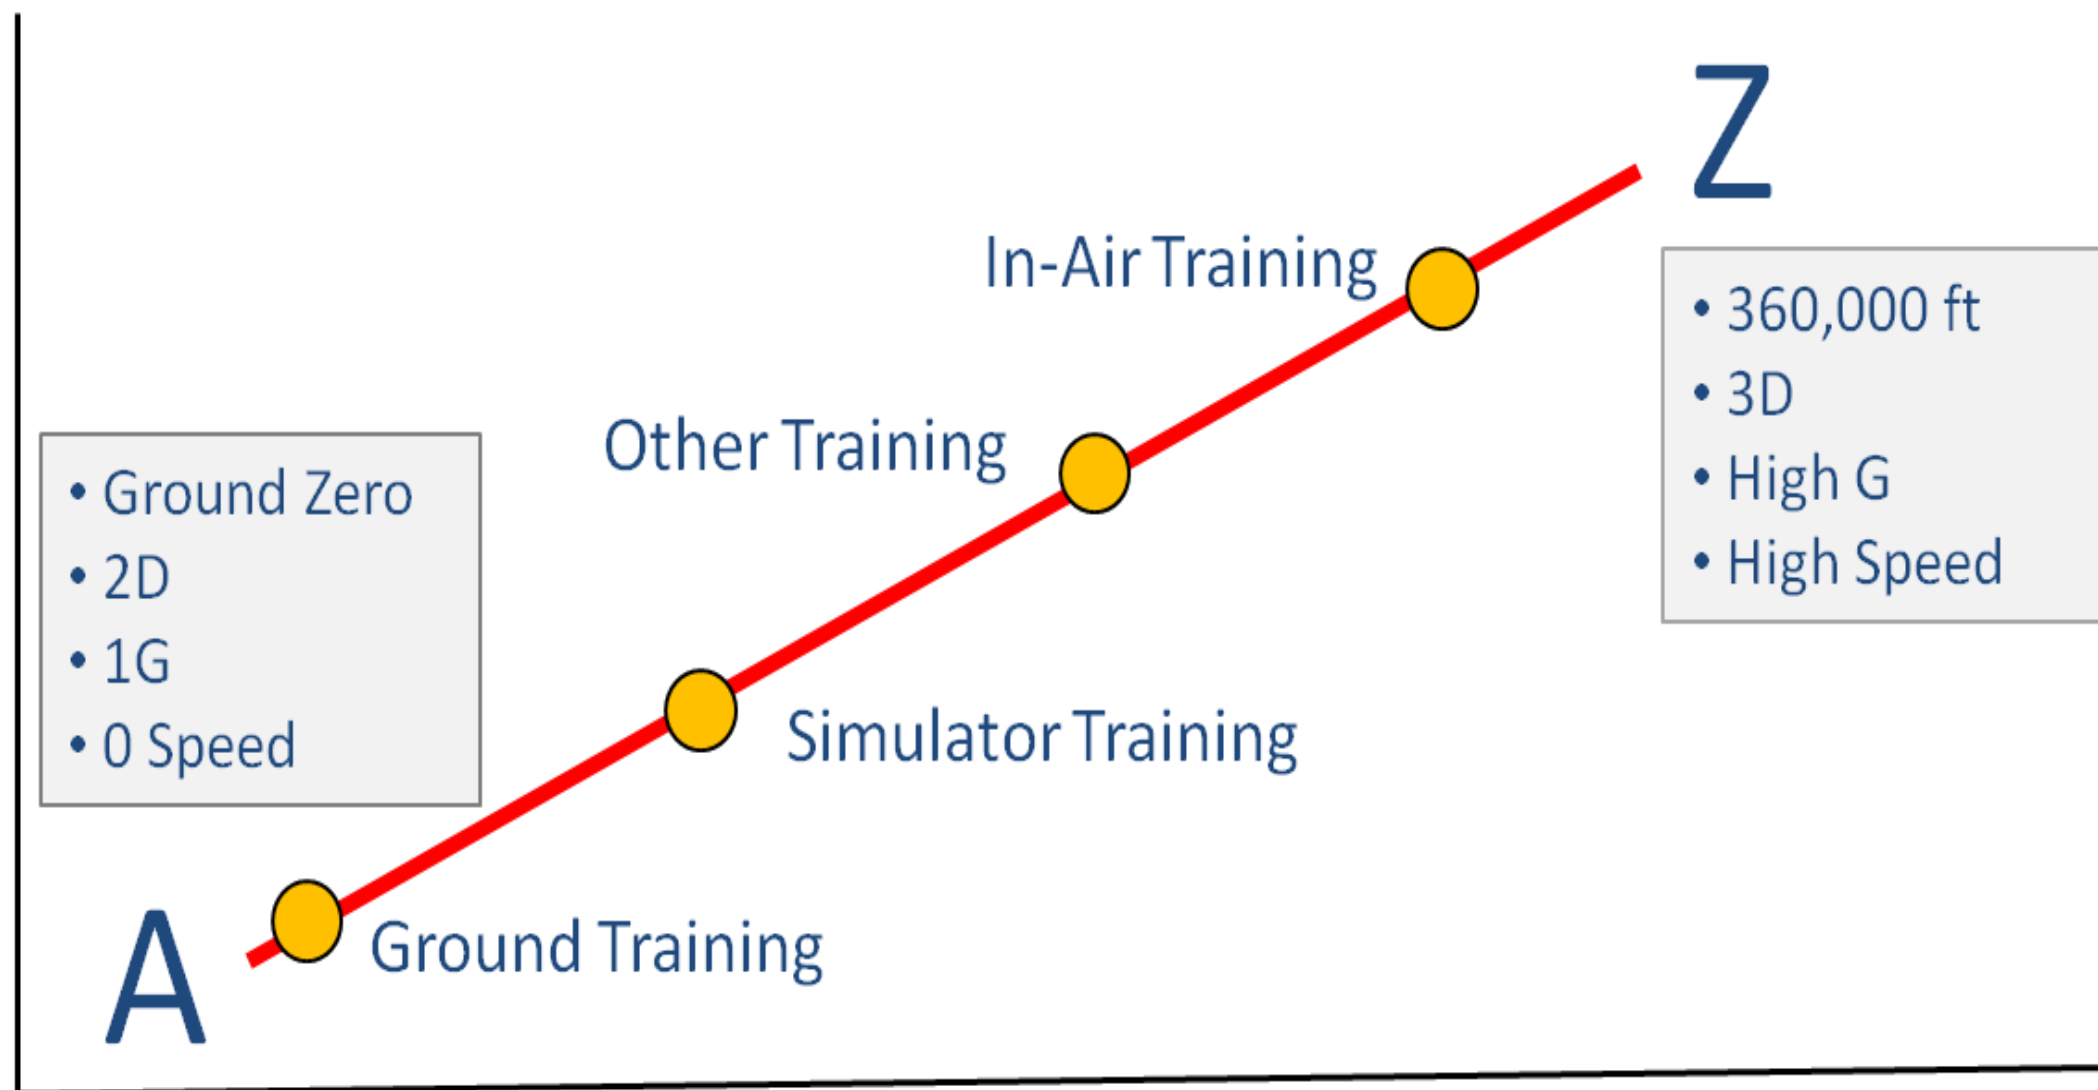 Z
In-Air Training
• 360,000 ft
• 3D
• High G
• High Speed
Other Training
• Ground Zero
• 2D
• 1G
• 0 Speed
Simulator Training
Ground Training
A